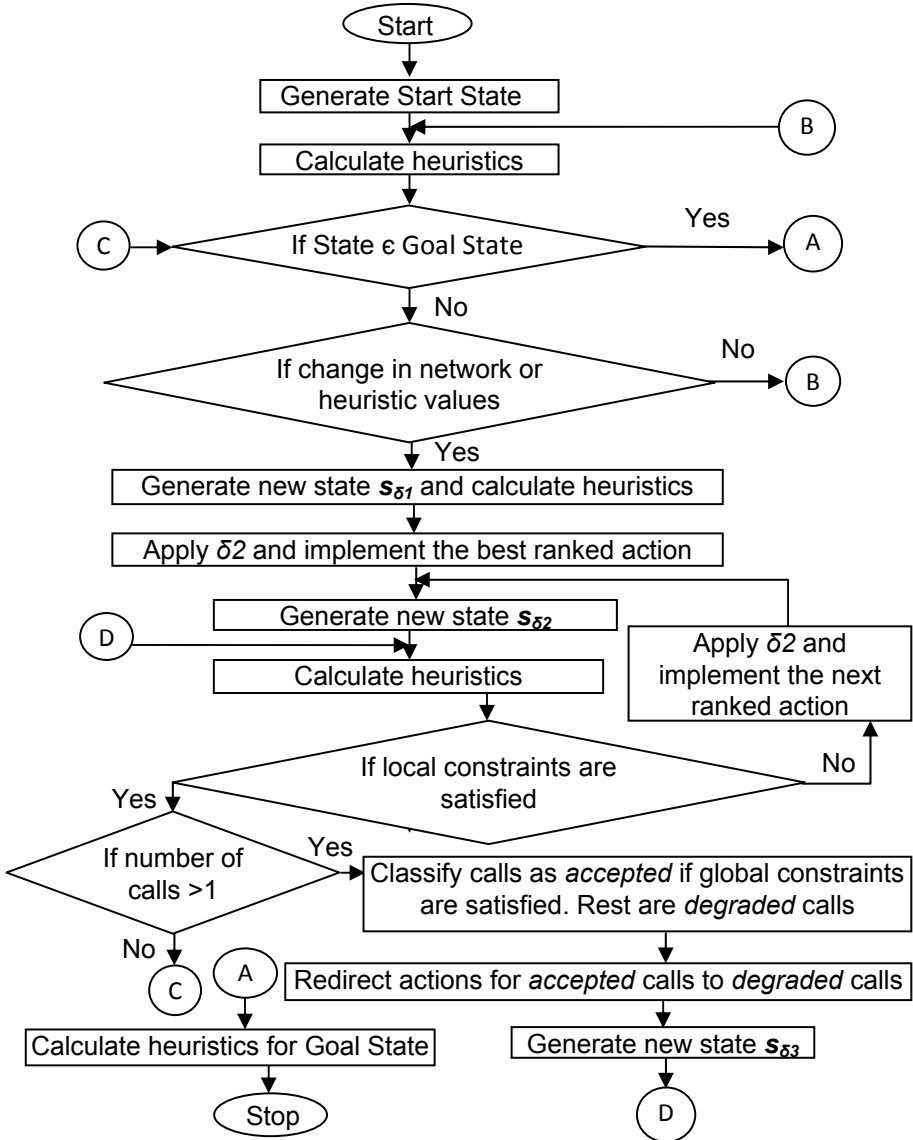 Start
Generate Start State
B
Calculate heuristics
Yes
C
If State є Goal State
A
No
If change in network or
heuristic values
No
B
Yes
Generate new state sδ1 and calculate heuristics
Apply δ2 and implement the best ranked action
Generate new state sδ2
D
Calculate heuristics
Apply δ2 and
implement the next
ranked action
If local constraints are
satisfied
No
Yes
If number of
calls >1
Yes
Classify calls as accepted if global constraints
are satisfied. Rest are degraded calls
No
C
A
Redirect actions for accepted calls to degraded calls
Calculate heuristics for Goal State
Generate new state sδ3
Stop
D